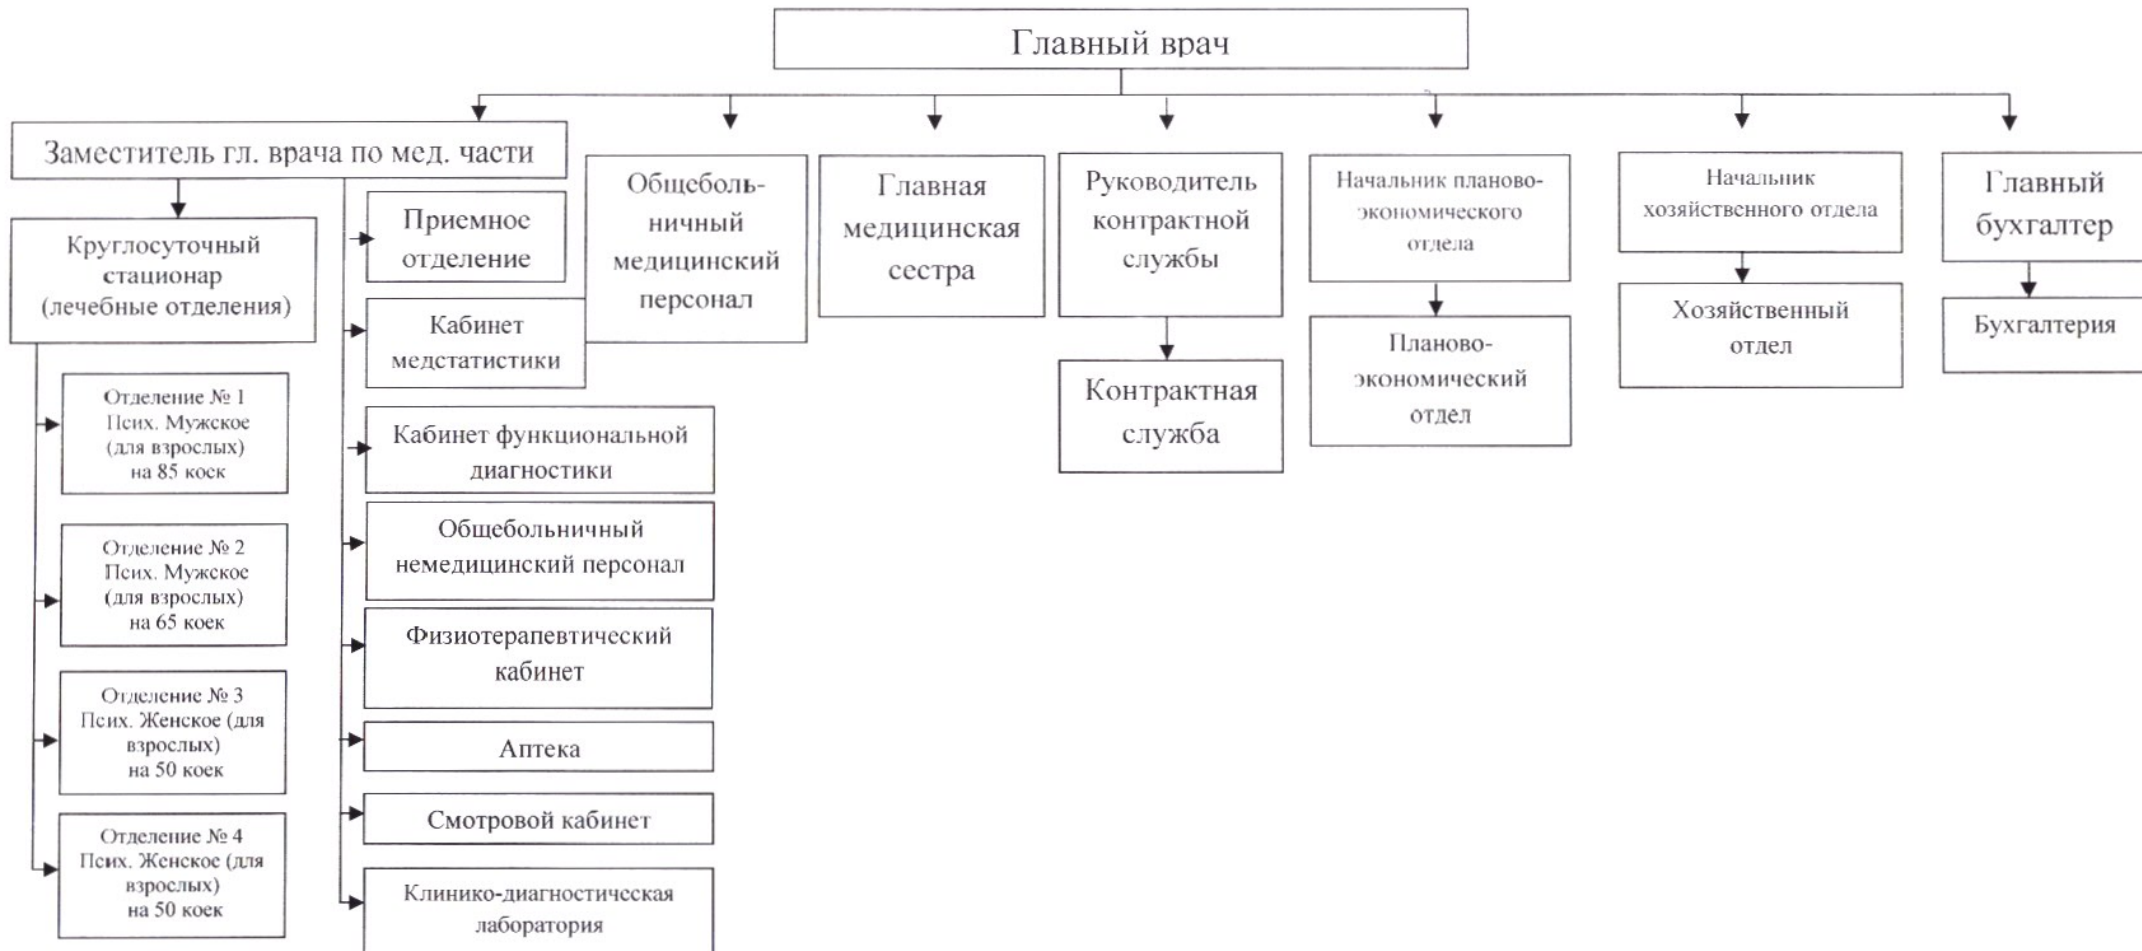 Главный врач
Заместитель гл. врача по мед. части
Круглосуточный
стационар
(лечебные отделения)
Отделение № 1
Псих. Мужское
(для взрослых)
на 85 коек
Отделение № 2
Псих. Мужское
(для взрослых)
на 65 коек
Отделение № 3
Псих. Женское (для
взрослых)
на 50 коек
Отделение № 4
Псих. Женское (для
взрослых)
на 50 коек
Приемное
отделение
Кабинет
медстатистики
Кабинет функциональной
диагностики
Общебольничный
немедицинский персонал
Физиотерапевтический
кабинет
Аптека
Смотровой кабинет
Клинико-диагностическая
лаборатория
Общеболь-
ничный
медицинский
персонал
Главная
медицинская
сестра
Руководитель
контрактной
службы
Контрактная
служба
Начальник планово-
экономического
отдела
Планово-
экономический
отдел
Начальник
хозяйственного отдела
Хозяйственный
отдел
Главный
бухгалтер
Бухгалтерия